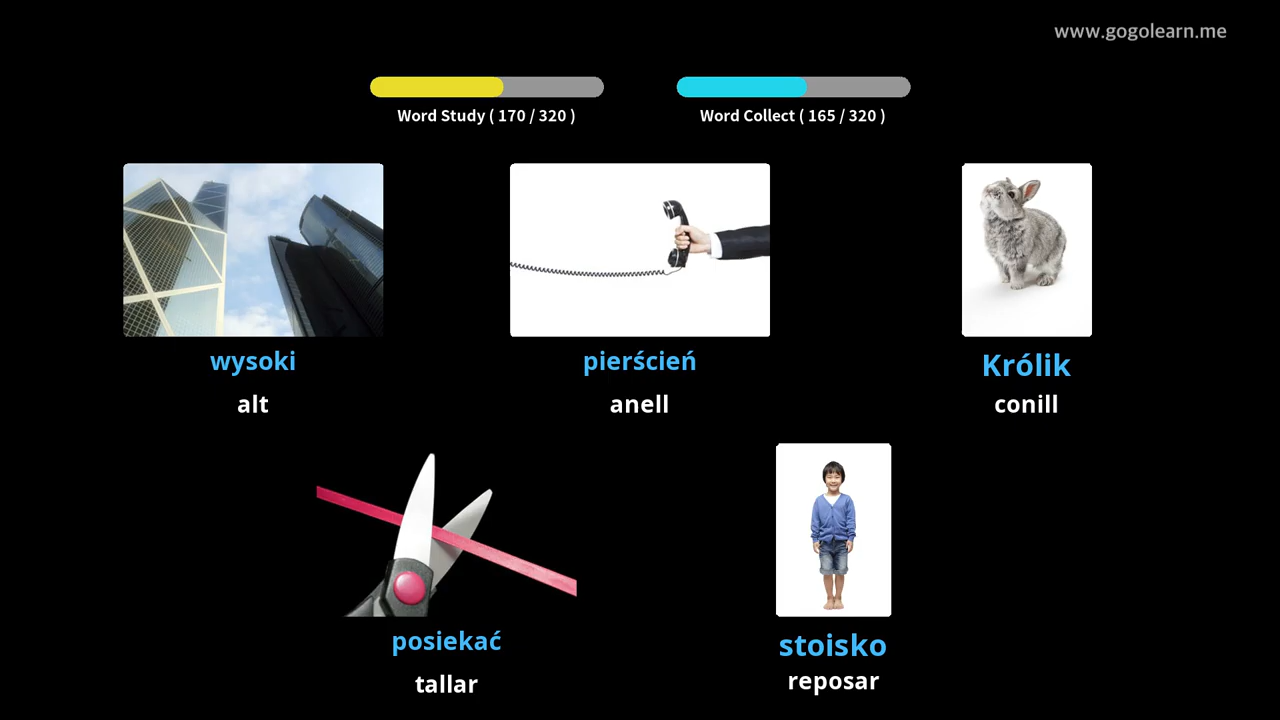 www.gogolearn.me
Word Study ( 170 / 320 )
Word Collect ( 165 / 320 )
wysoki
alt
pierścień
anell
Królik
conill
posiekać
tallar
stoisko
reposar